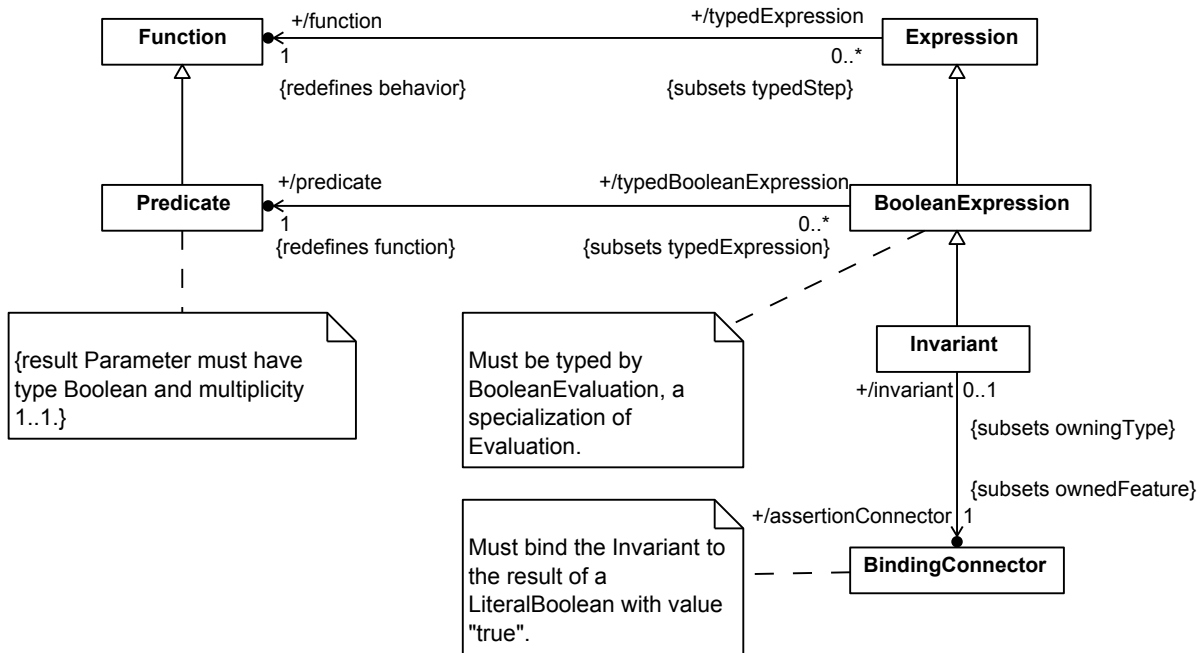 +/function
+/typedExpression
Function
Expression
1
0..*
{redefines behavior}
{subsets typedStep}
+/predicate
+/typedBooleanExpression
Predicate
BooleanExpression
1
0..*
{redefines function}
{subsets typedExpression}
{result Parameter must have
type Boolean and multiplicity
1..1.}
Must be typed by
BooleanEvaluation, a
specialization of
Evaluation.
Invariant
+/invariant
0..1
{subsets owningType}
{subsets ownedFeature}
+/assertionConnector
1
Must bind the Invariant to
the result of a
LiteralBoolean with value
"true".
BindingConnector